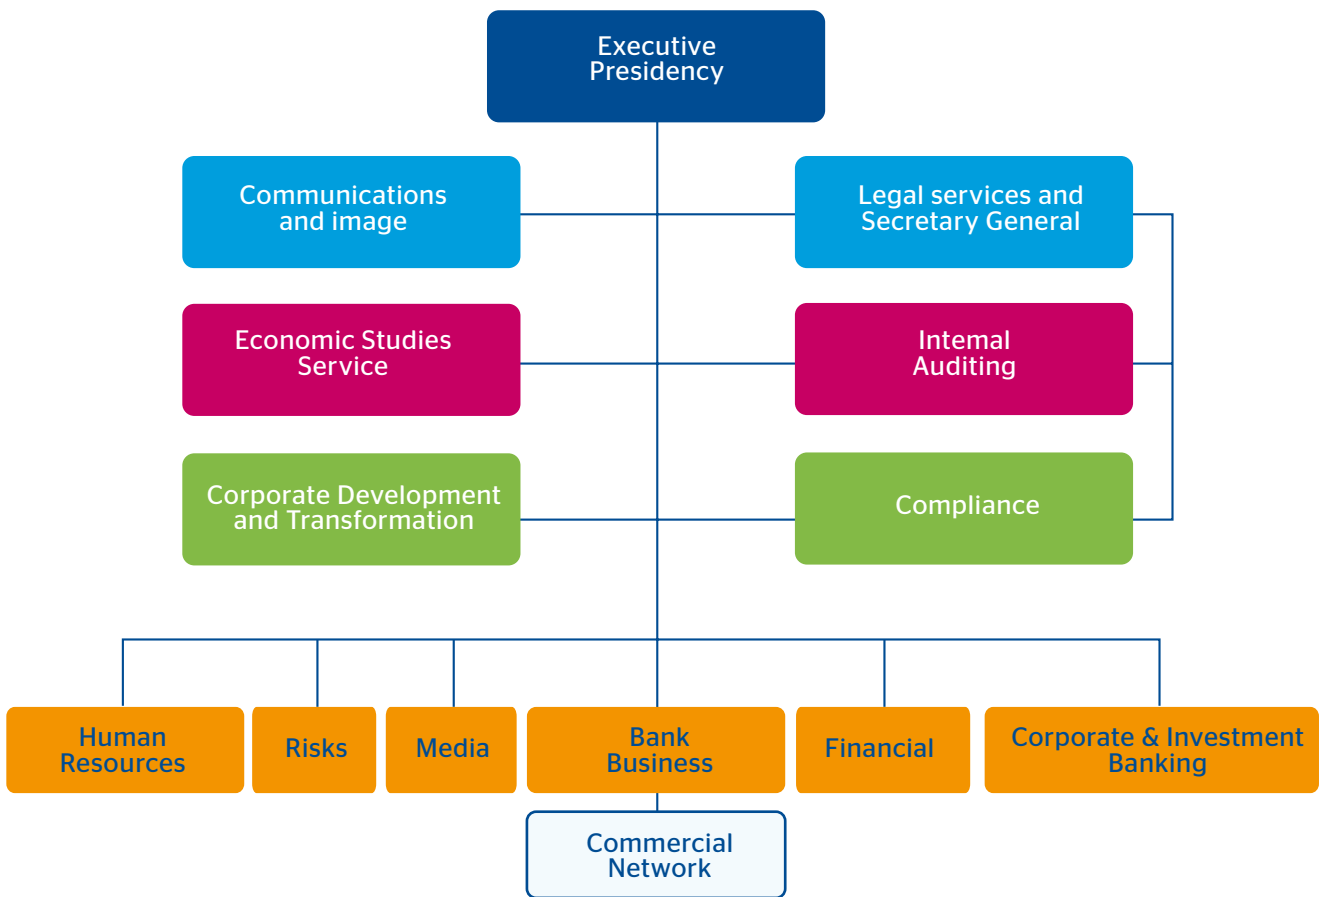 Executive
Presidency
Communications
and image
Legal services and
Secretary General
Economic Studies
Service
Intemal
Auditing
Corporate Development
and Transformation
Compliance
Human
Resources
Risks
Media
Bank
Business
Financial
Corporate & Investment
Banking
Commercial
Network